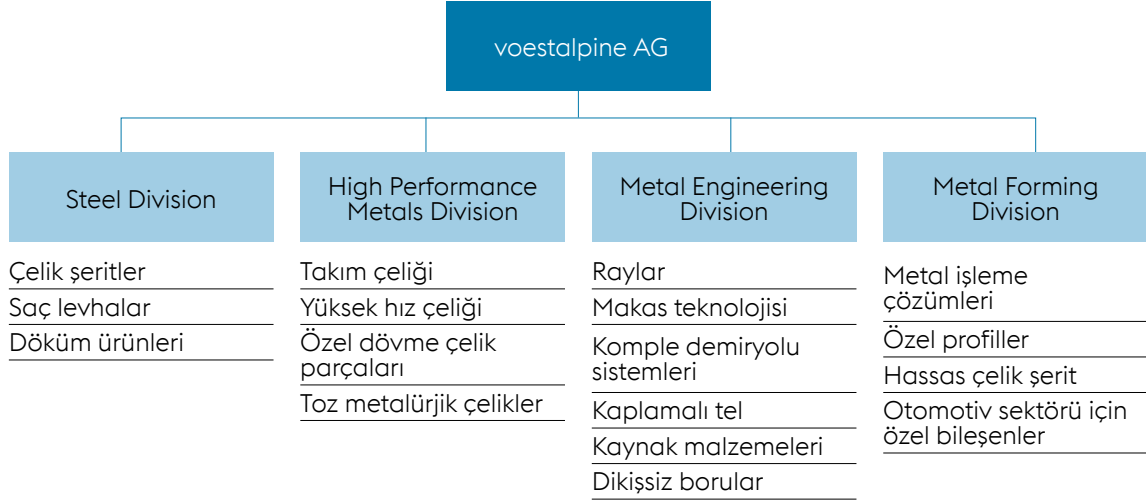 voestalpine AG
Steel Division
Çelik şeritler
Saç levhalar
Döküm ürünleri
High Performance
Metals Division
Takım çeliği
Yüksek hız çeliği
Özel dövme çelik
parçaları
Toz metalürjik çelikler
Metal Engineering
Division
Raylar
Makas teknolojisi
Komple demiryolu
sistemleri
Kaplamalı tel
Kaynak malzemeleri
Dikişsiz borular
Metal Forming
Division
Metal işleme
çözümleri
Özel profiller
Hassas çelik şerit
Otomotiv sektörü için
özel bileşenler